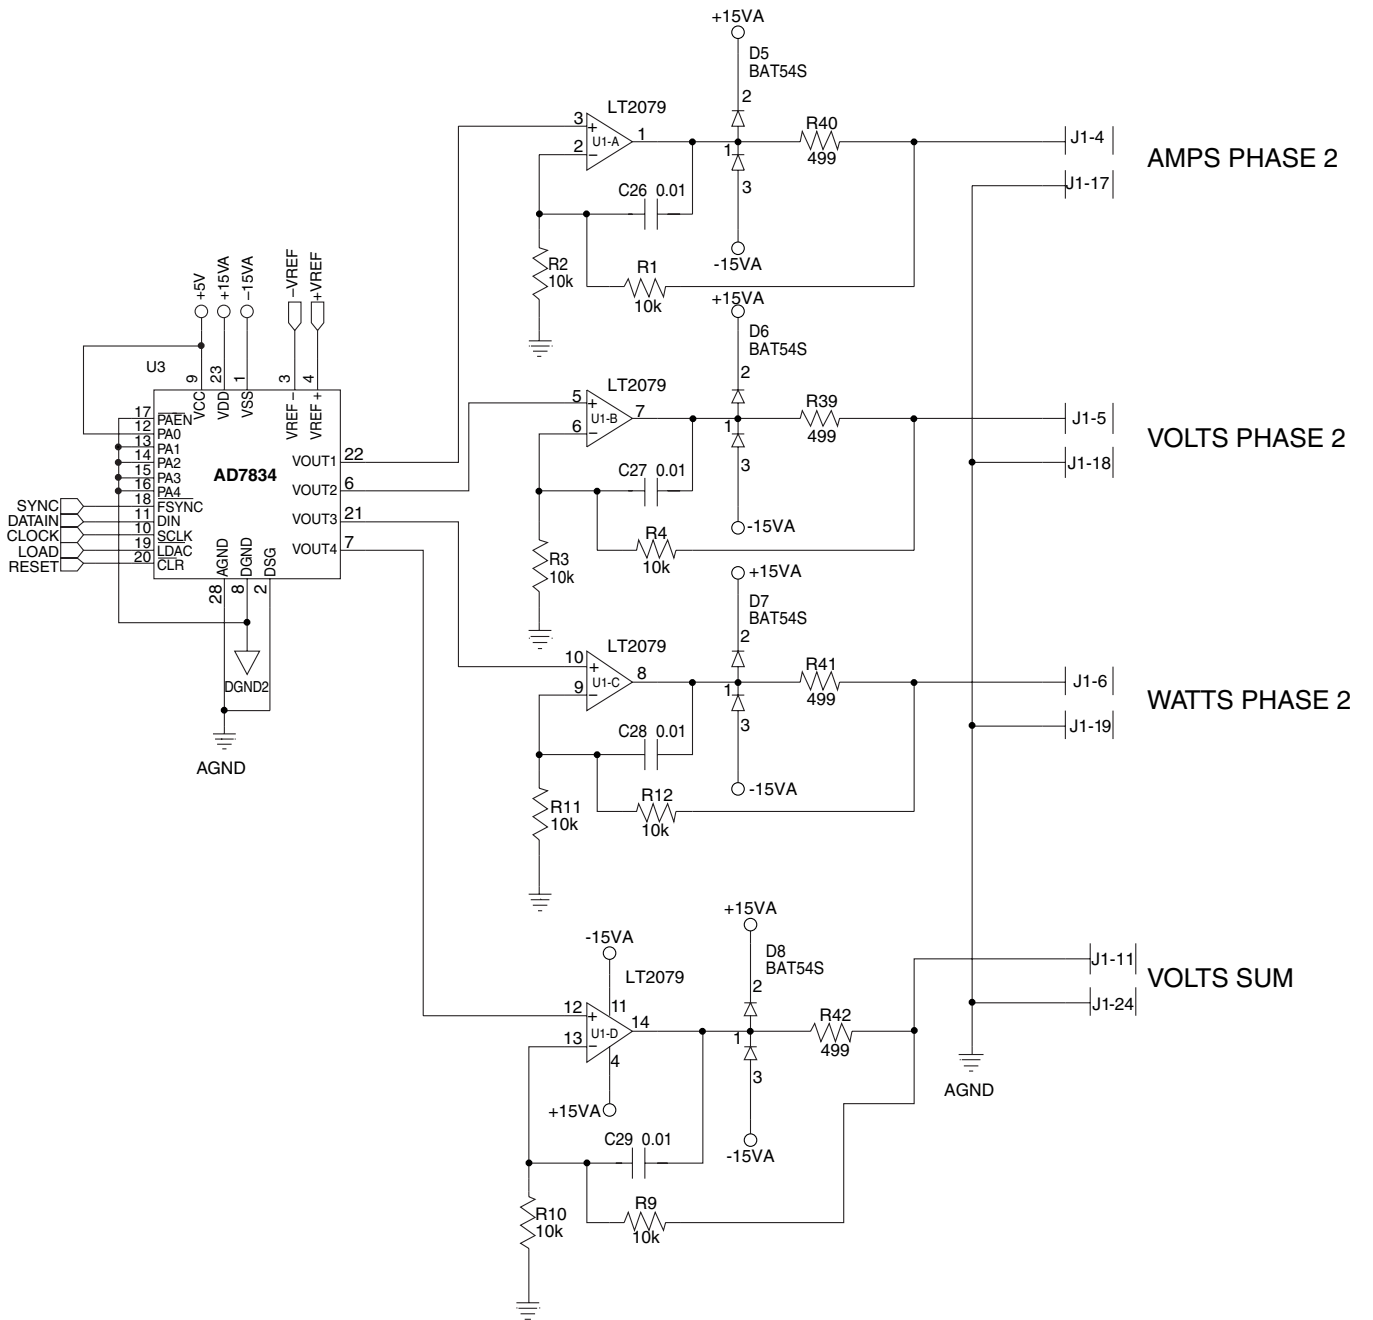 +15VA
D5
BAT54S
2
LT2079
3
+
U1-A
1
2
−
1
3
R40
499
J1-4
AMPS PHASE 2
J1-17
C26 0.01
-15VA
R2
10k
R1
10k
+5V
+15VA
−15VA
−VREF
+VREF
+15VA
D6
BAT54S
2
U3
9
23
1
3
4
VCC
VDD
VSS
VREF −
VREF +
LT2079
5
+
U1-B
7
6
−
1
3
R39
499
J1-5
VOLTS PHASE 2
J1-18
17 PAEN
12 PA0
13 PA1
14 PA2
15 PA3
16 PA4
SYNC 18 FSYNC
DATAIN 11 DIN
CLOCK 10 SCLK
LOAD 19 LDAC
RESET 20 CLR
AD7834
VOUT1 22
VOUT2 6
VOUT3 21
VOUT4 7
AGND
DGND
DSG
28
8
2
DGND2
AGND
C27 0.01
-15VA
R3
10k
R4
10k
+15VA
D7
BAT54S
2
LT2079
10
+
U1-C
8
9
−
1
3
R41
499
J1-6
WATTS PHASE 2
J1-19
C28 0.01
-15VA
R11
10k
R12
10k
+15VA
D8
BAT54S
2
-15VA
LT2079
11
12
+
U1-D
14
13
−
4
+15VA
1
3
R42
499
J1-11
VOLTS SUM
J1-24
AGND
C29 0.01
-15VA
R10
10k
R9
10k